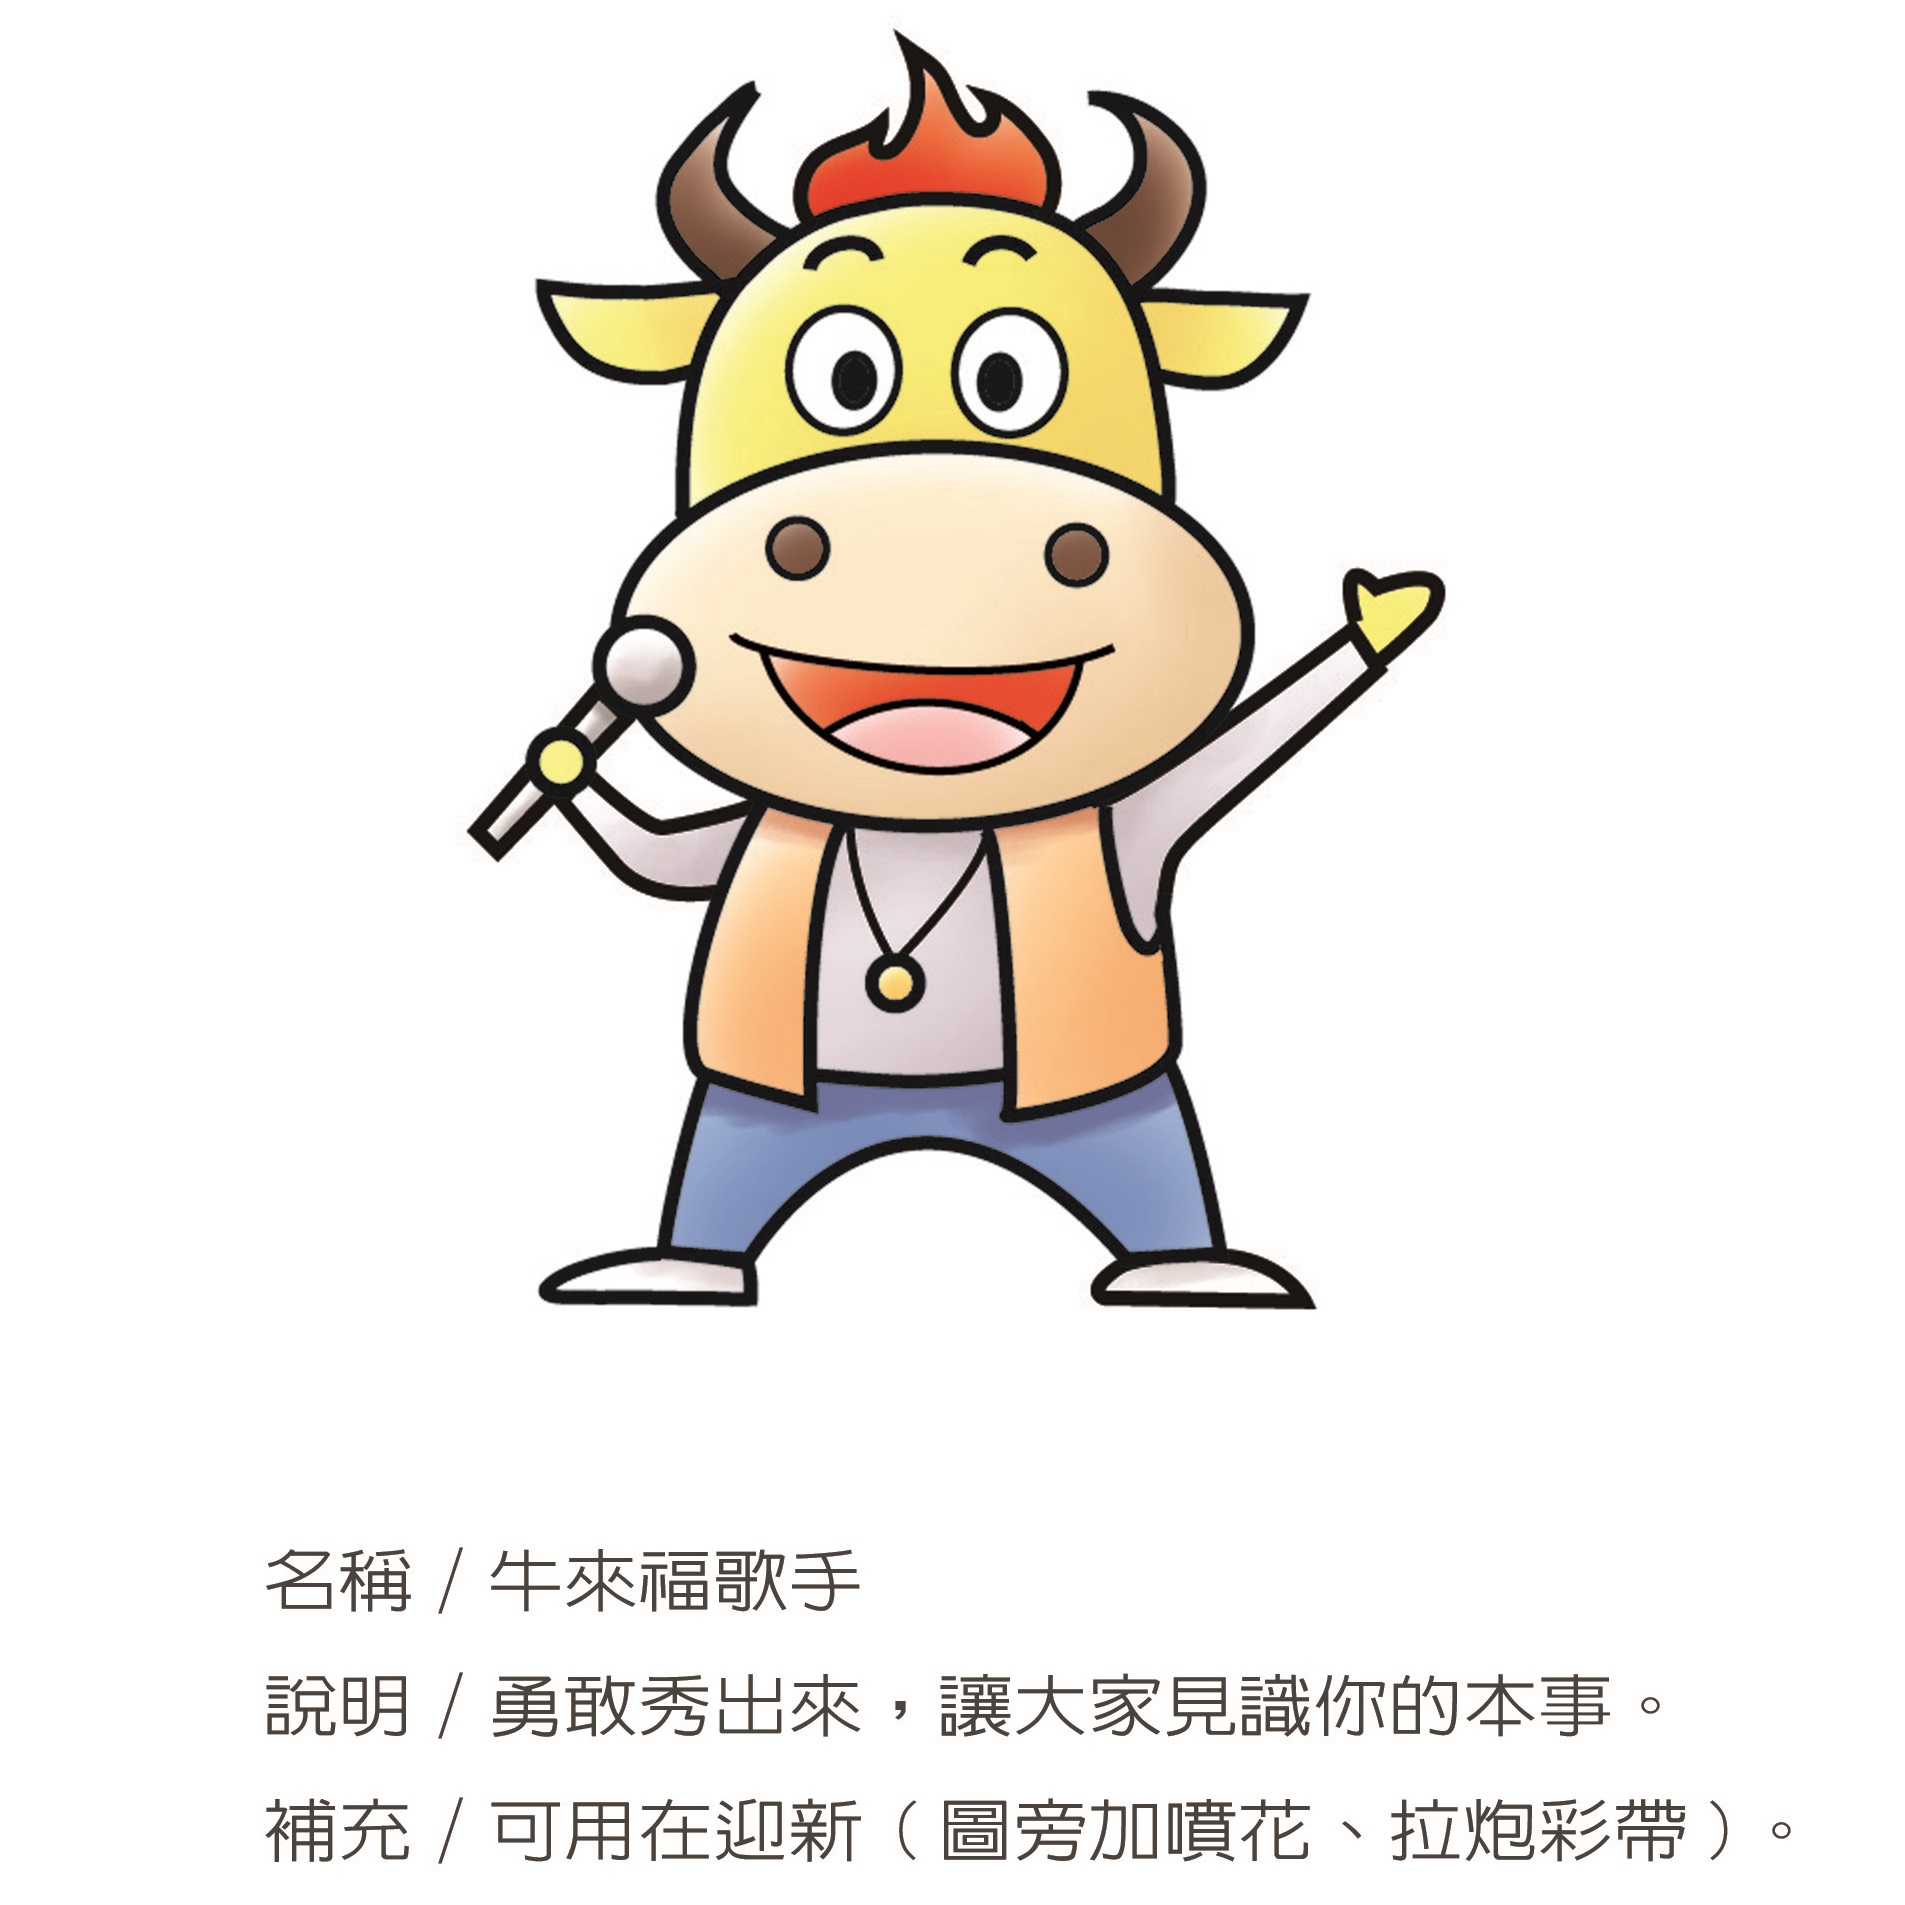 名稱 / 牛來福歌手
說明 / 勇敢秀出來，讓大家見識你的本事。
補充 / 可用在迎新（圖旁加噴花、拉炮彩帶）。